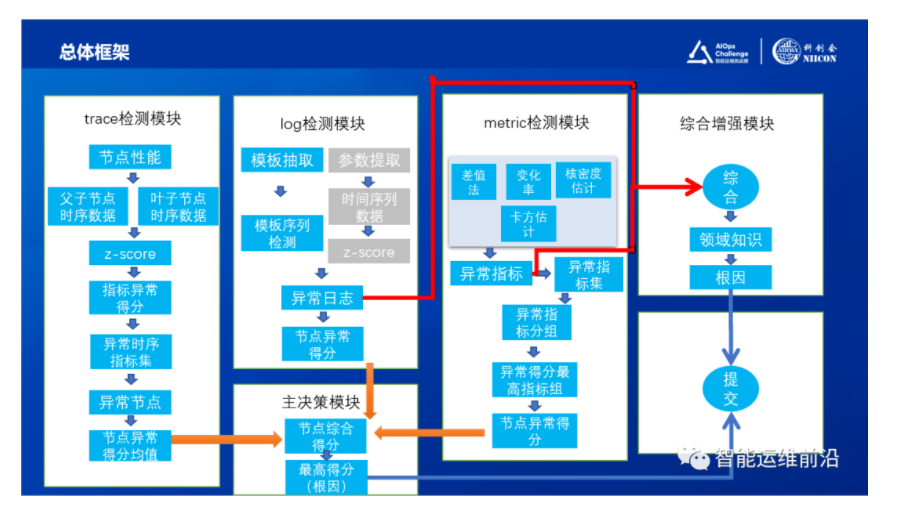 总体框架
AIOps
Challenge
智能运维挑战赛
科创会
NIICON
trace检测模块
节点性能
父子节点
时序数据
叶子节点
时序数据
z-score
指标异常
得分
异常时序
指标集
异常节点
节点异常
得分均值
log检测模块
模板抽取
参数提取
时间序列
数据
模板序列
检测
z-score
异常日志
节点异常
得分
主决策模块
节点综合
得分
最高得分
(根因)
metric检测模块
差值
法
变化
率
核密度
估计
卡方估
计
异常指标
异常指
标集
异常指
标分组
异常得分最
高指标组
节点异常得
分
综合增强模块
综
合
领域知识
根因
提
交
智能运维前沿